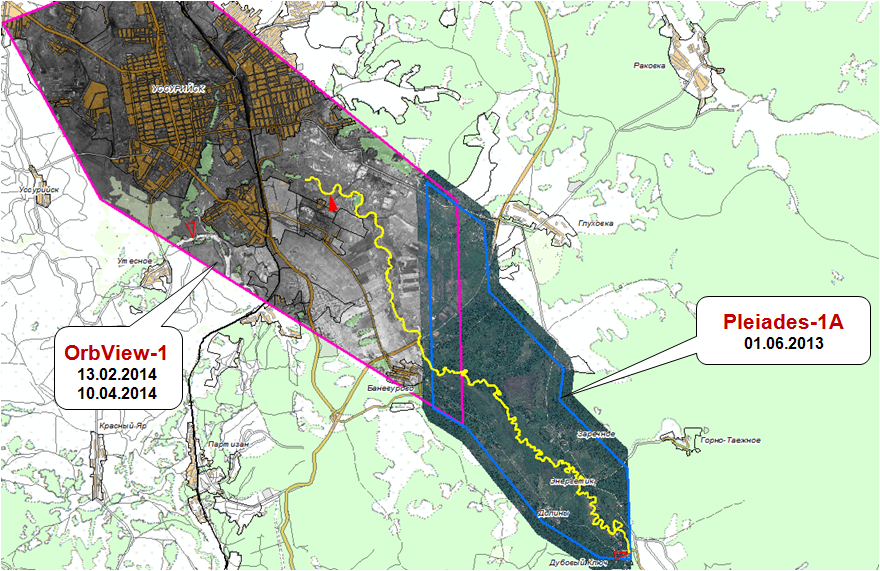 Раковка
УССУРИЙСК
Уссурийск
Глуховка
Утесное
OrbView-1
13.02.2014
10.04.2014
Pleiades-1A
01.06.2013
Баневурово
Красный Яр
Партизан
Заречное
Горно-Таежное
Энергетик
Долины
Дубовый Ключ